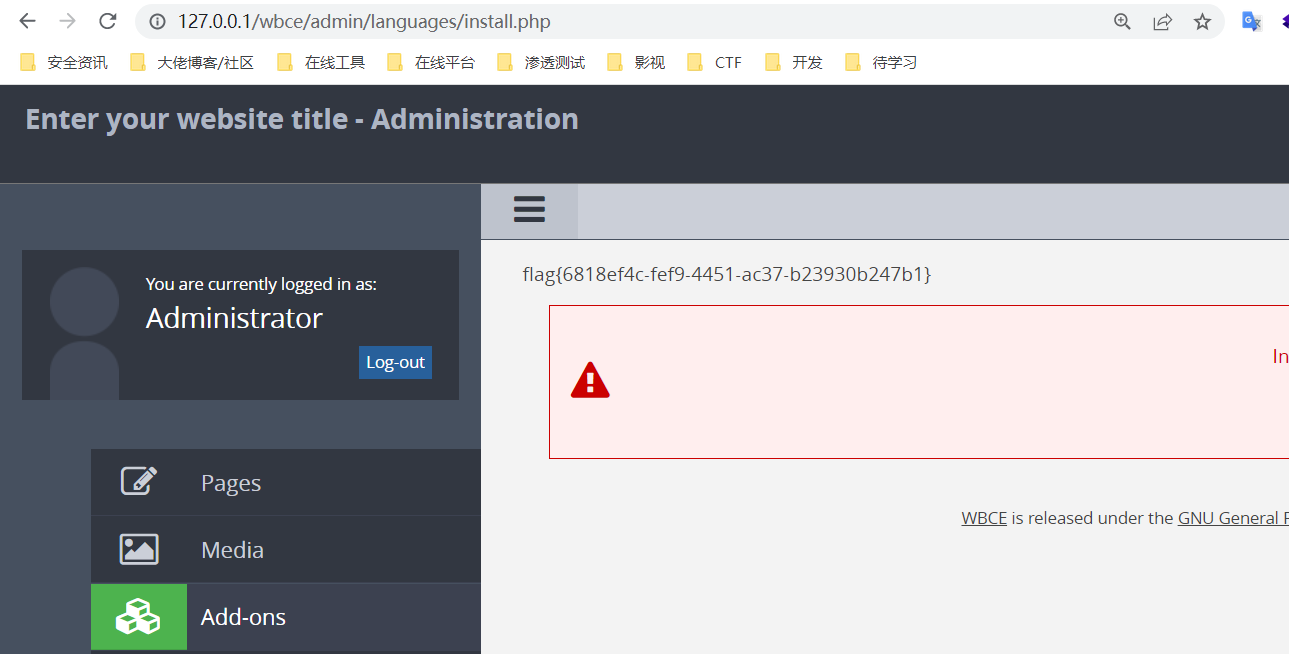 127.0.0.1/wbce/admin/languages/install.php
安全资讯 大佬博客/社区 在线工具 在线平台 渗透测试 影视 CTF 开发 待学习
Enter your website title - Administration
You are currently logged in as:
Administrator
Log-out
flag{6818ef4c-fef9-4451-ac37-b23930b247b1}
In
Pages
WBCE is released under the GNU General P
Media
Add-ons